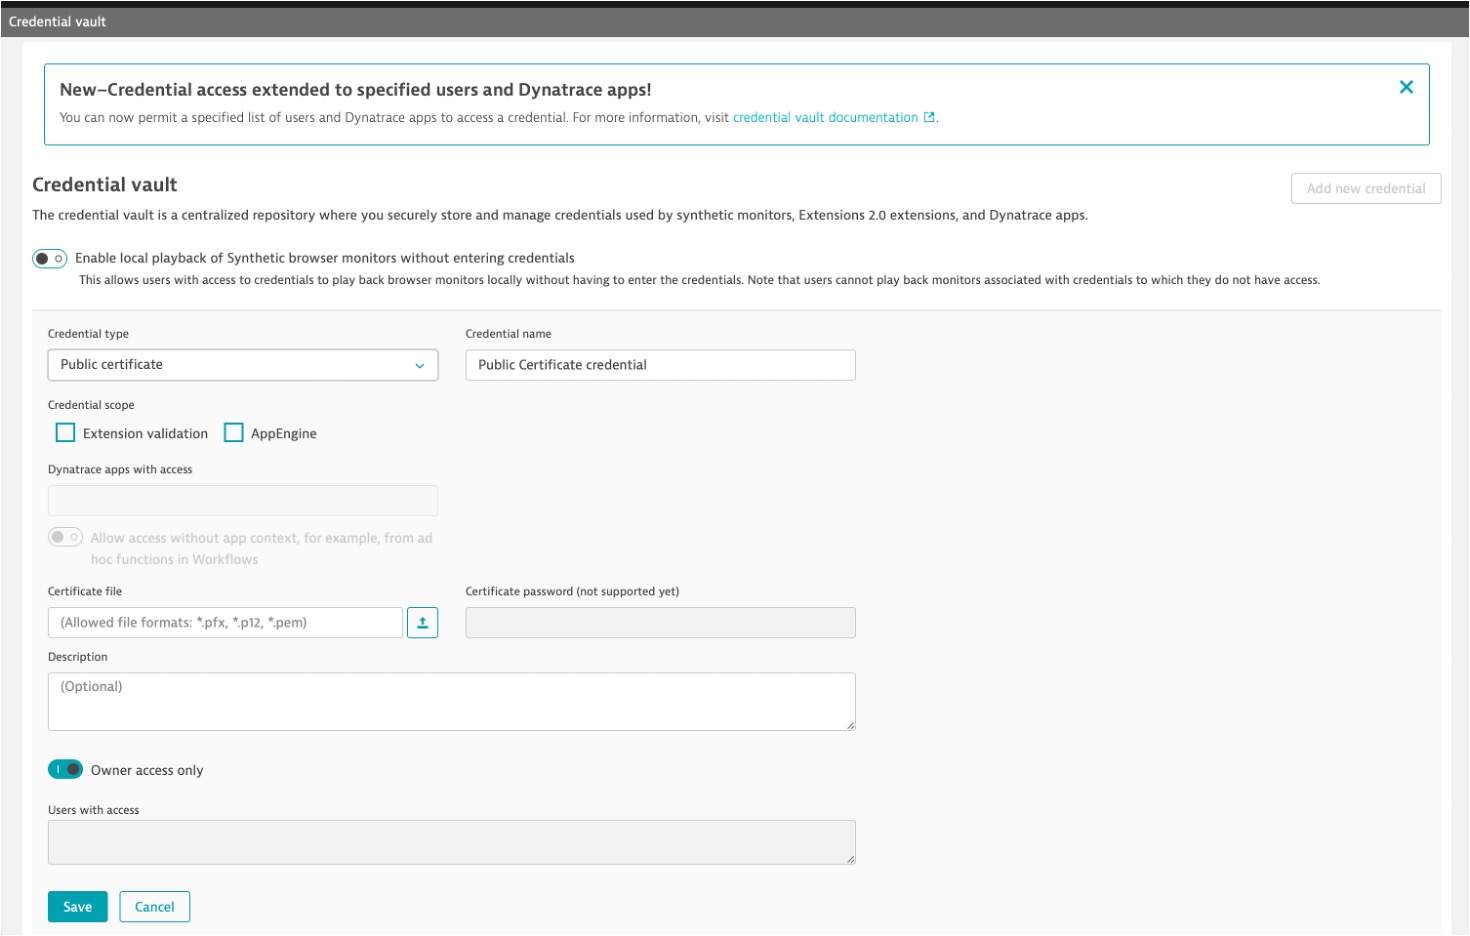 Credential vault
New–Credential access extended to specified users and Dynatrace apps!
You can now permit a specified list of users and Dynatrace apps to access a credential. For more information, visit credential vault documentation.
Credential vault
Add new credential
The credential vault is a centralized repository where you securely store and manage credentials used by synthetic monitors, Extensions 2.0 extensions, and Dynatrace apps.
Enable local playback of Synthetic browser monitors without entering credentials
This allows users with access to credentials to play back browser monitors locally without having to enter the credentials. Note that users cannot play back monitors associated with credentials to which they do not have access.
Credential type
Credential name
Public certificate
Public Certificate credential
Credential scope
Extension validation
AppEngine
Dynatrace apps with access
Allow access without app context, for example, from ad
hoc functions in Workflows
Certificate file
Certificate password (not supported yet)
(Allowed file formats: *.pfx, *.p12, *.pem)
Description
(Optional)
Owner access only
Users with access
Save
Cancel